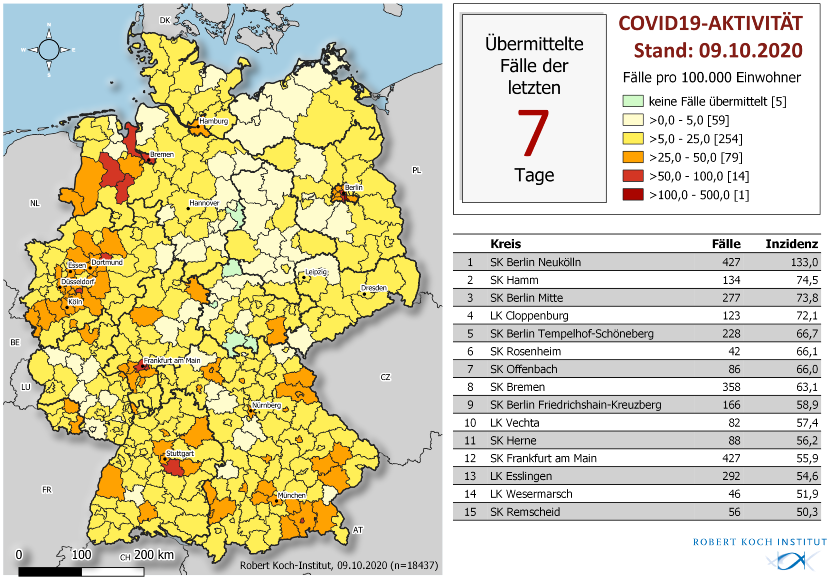 DK
PL
NL
BE
LU
FR
CH
AT
CZ
N
Hamburg
Bremen
Berlin
Hannover
Essen
Dortmund
Düsseldorf
Köln
Leipzig
Dresden
Frankfurt am Main
Nürnberg
Stuttgart
München
0 100 200 km
Robert Koch-Institut, 09.10.2020 (n=18437)
Übermittelte
Fälle der
letzten
7
Tage
COVID19-AKTIVITÄT
Stand: 09.10.2020
Fälle pro 100.000 Einwohner
keine Fälle übermittelt [5]
>0,0 - 5,0 [59]
>5,0 - 25,0 [254]
>25,0 - 50,0 [79]
>50,0 - 100,0 [14]
>100,0 - 500,0 [1]
Kreis Fälle Inzidenz
1 SK Berlin Neukölln 427 133,0
2 SK Hamm 134 74,5
3 SK Berlin Mitte 277 73,8
4 LK Cloppenburg 123 72,1
5 SK Berlin Tempelhof-Schöneberg 228 66,7
6 SK Rosenheim 42 66,1
7 SK Offenbach 86 66,0
8 SK Bremen 358 63,1
9 SK Berlin Friedrichshain-Kreuzberg 166 58,9
10 LK Vechta 82 57,4
11 SK Herne 88 56,2
12 SK Frankfurt am Main 427 55,9
13 LK Esslingen 292 54,6
14 LK Wesermarsch 46 51,9
15 SK Remscheid 56 50,3
ROBERT KOCH INSTITUT